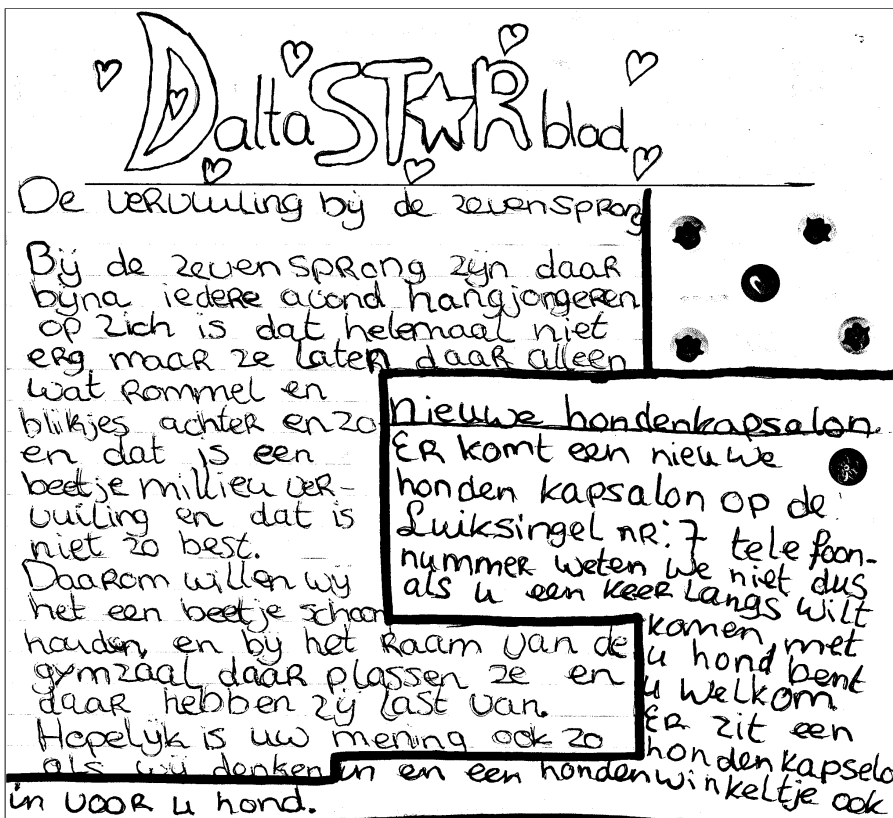 DaltaSTARblad
De vervuiling bij de zevensprong
Bij de zevensprong zijn daar
bijna iedere avond hangjongeren
op zich is dat helemaal niet
erg maar ze laten daar alleen
wat rommel en
blikjes achter en zo
en dat is een
beetje millieu ver-
vuiling en dat is
niet zo best.
Daarom willen wij
het een beetje schoon
houden, en bij het raam van de
gymzaal daar plassen ze en
daar hebben zij last van.
Hopelijk is uw mening ook zo
als wij denken
nieuwe hondenkapsalon
Er komt een nieuwe
honden kapsalon op de
Luiksingel nr: 7 telefoon-
nummer weten we niet dus
als u een keer langs wilt
komen met
u hond bent
u welkom
Er zit een
hondenkapselo
in en een hondenwinkeltje ook
in voor u hond.